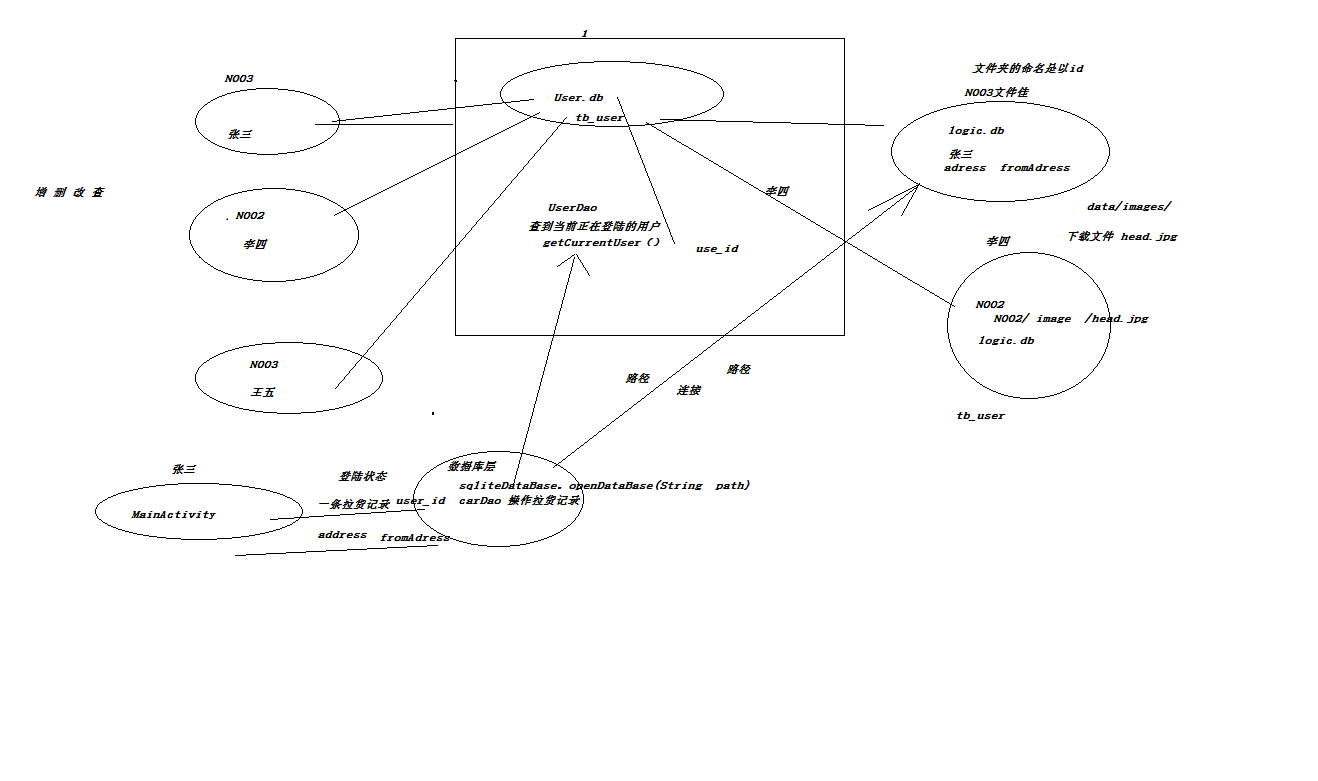 1
N003
张三
增 删 改 查
N002
李四
N003
王五
User.db
tb_user
UserDao
查到当前正在登陆的用户
getCurrentUser ()
use_id
李四
文件夹的命名是以id
N003文件佳
logic.db
张三
adress fromAdress
data/images/
下载文件 head.jpg
李四
N002
N002/ image /head.jpg
logic.db
tb_user
路径
路径
连接
张三
MainActivity
登陆状态
一条拉货记录 user_id
address fromAdress
数据库层
sqliteDataBase. openDataBase(String path)
carDao 操作拉货记录